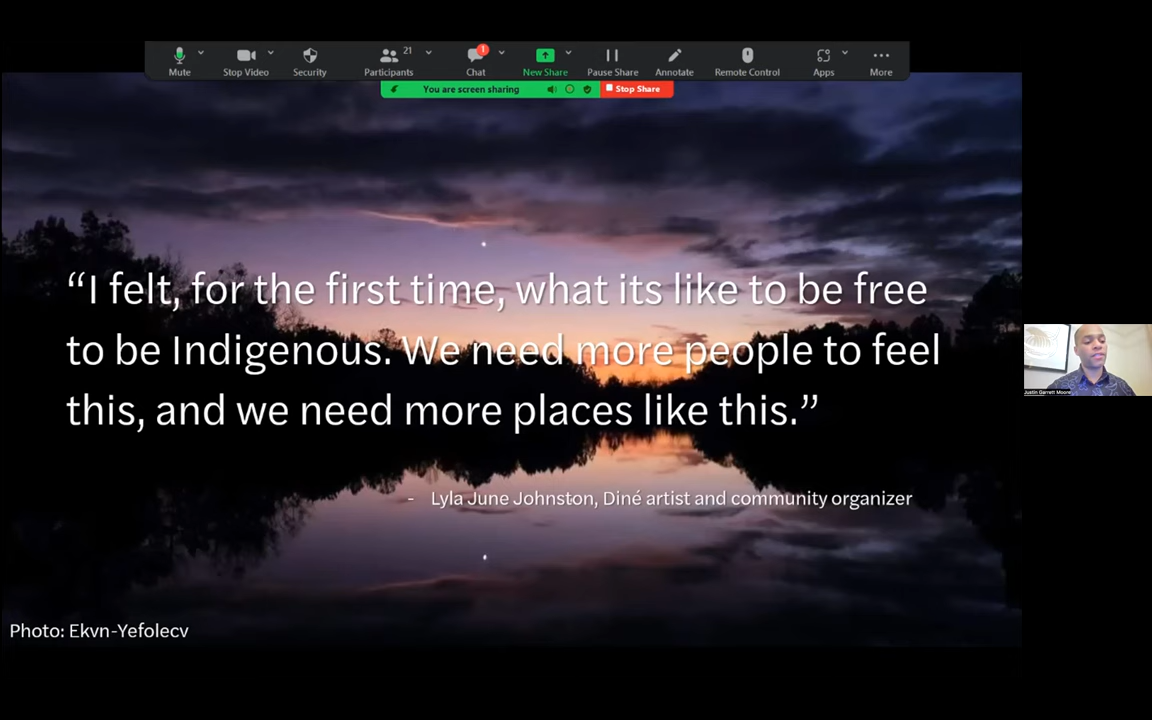 21
1
Mute
Stop Video
Security
Participants
Chat
New Share
Pause Share
Annotate
Remote Control
Apps
More
You are screen sharing
Stop Share
“I felt, for the first time, what its like to be free
to be Indigenous. We need more people to feel
this, and we need more places like this.”
- Lyla June Johnston, Diné artist and community organizer
Photo: Ekvn-Yefolecv
Justin Garrett Moore